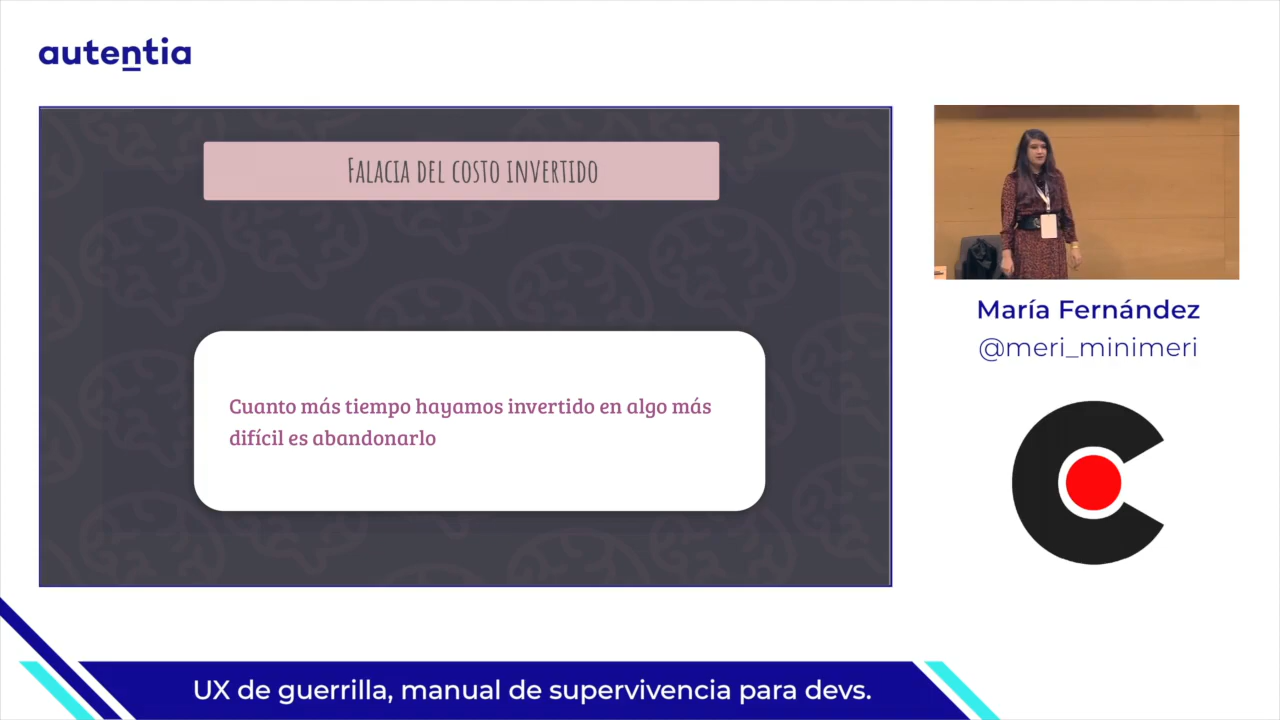 autentia
Falacia del costo invertido
Cuanto más tiempo hayamos invertido en algo más
difícil es abandonarlo
María Fernández
@meri_minimeri
UX de guerrilla, manual de supervivencia para devs.